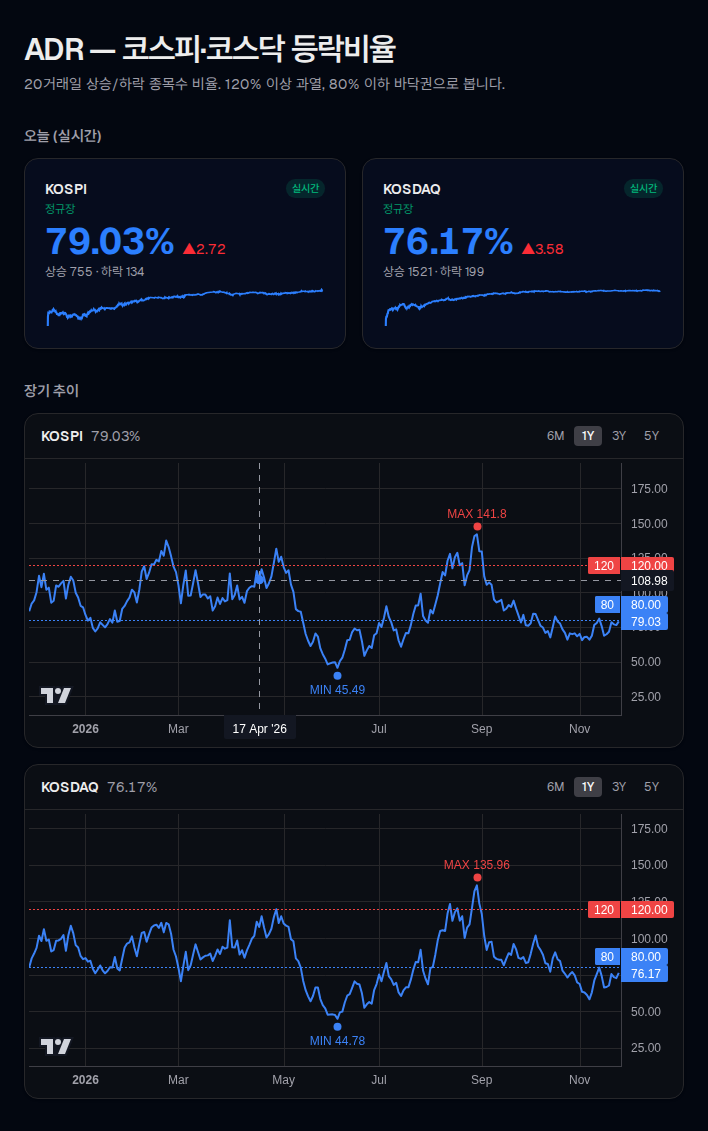 ADR — 코스피·코스닥 등락비율
20거래일 상승/하락 종목수 비율. 120% 이상 과열, 80% 이하 바닥권으로 봅니다.
오늘 (실시간)
KOSPI 실시간
정규장
79.03% ▲2.72
상승 755 · 하락 134
KOSDAQ 실시간
정규장
76.17% ▲3.58
상승 1521 · 하락 199
장기 추이
KOSPI 79.03% 6M 1Y 3Y 5Y
175.00
150.00
MAX 141.8
125.00
120 120.00
108.98
100.00
80 80.00
79.03
50.00
MIN 45.49
25.00
2026 Mar 17 Apr '26 Jul Sep Nov
KOSDAQ 76.17% 6M 1Y 3Y 5Y
175.00
150.00
MAX 135.96
125.00
120 120.00
100.00
80 80.00
76.17
50.00
MIN 44.78
25.00
2026 Mar May Jul Sep Nov